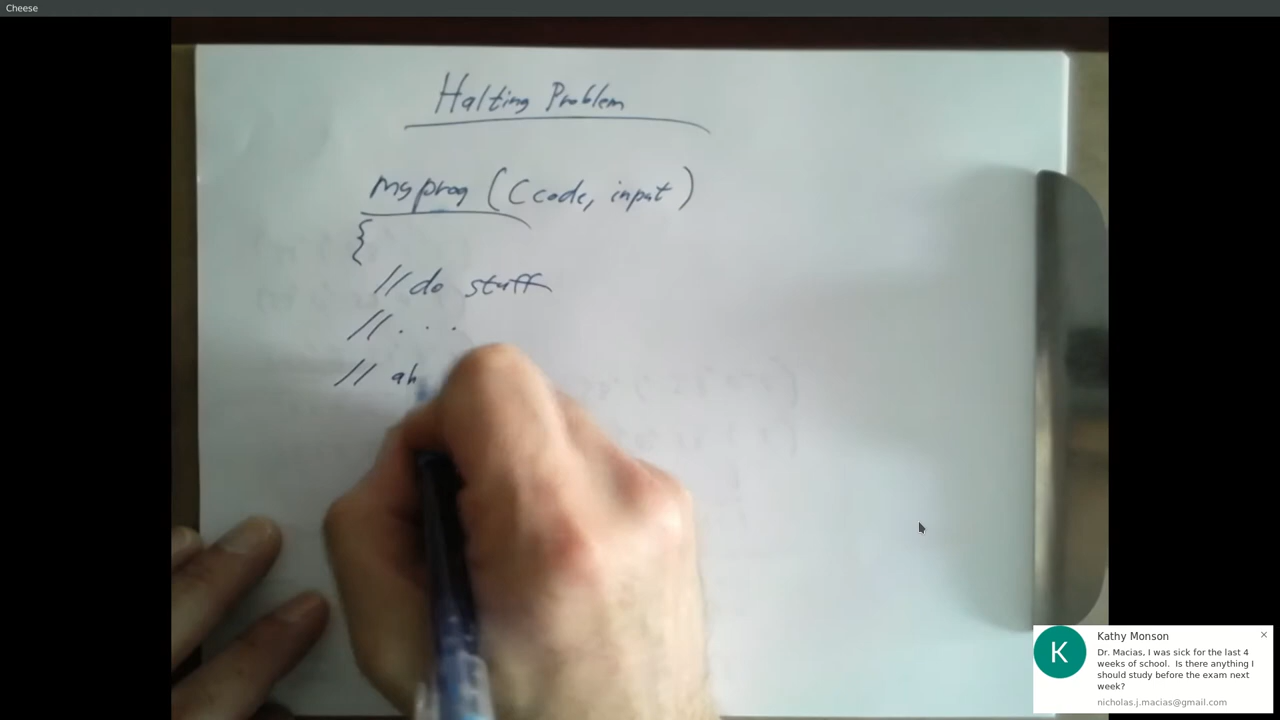 Cheese
Halting Problem
myprog (C code, input)
{
// do stuff
// . . .
// ah
Kathy Monson
Dr. Macias, I was sick for the last 4
weeks of school. Is there anything I
should study before the exam next
week?
nicholas.j.macias@gmail.com
K